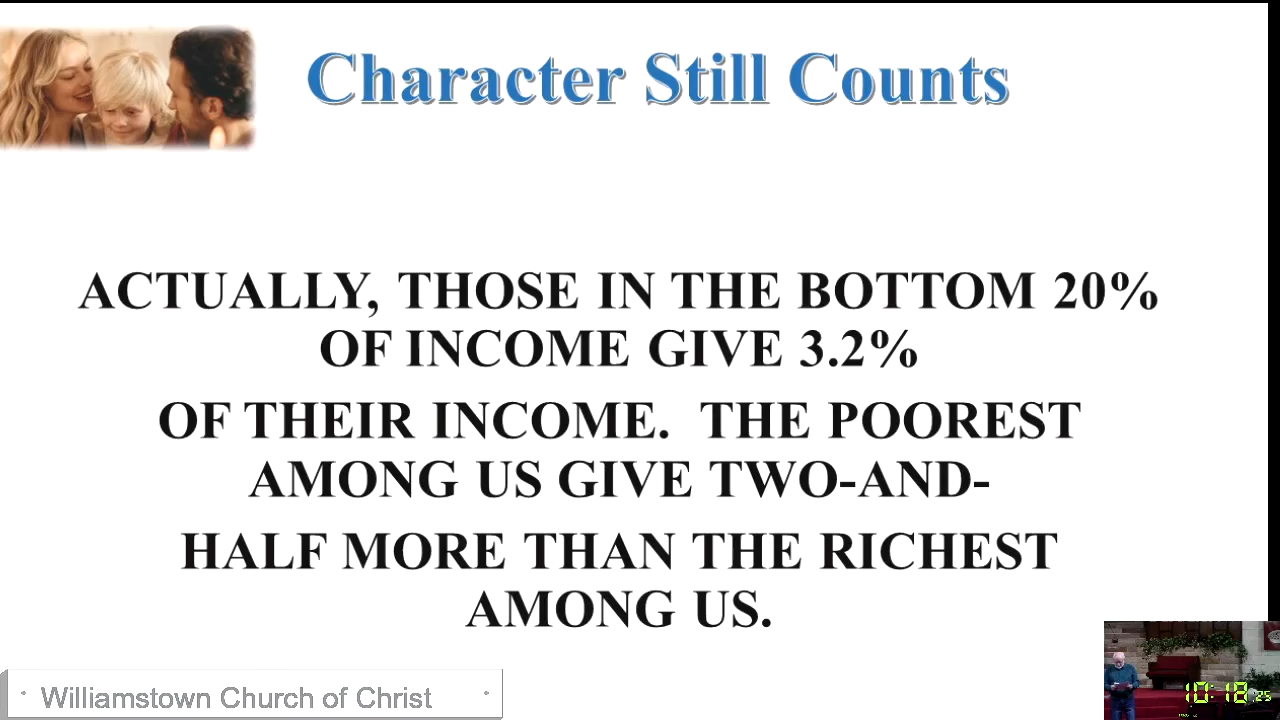 Character Still Counts
ACTUALLY, THOSE IN THE BOTTOM 20%
OF INCOME GIVE 3.2%
OF THEIR INCOME.  THE POOREST
AMONG US GIVE TWO-AND-
HALF MORE THAN THE RICHEST
AMONG US.
Williamstown Church of Christ
10:18:25